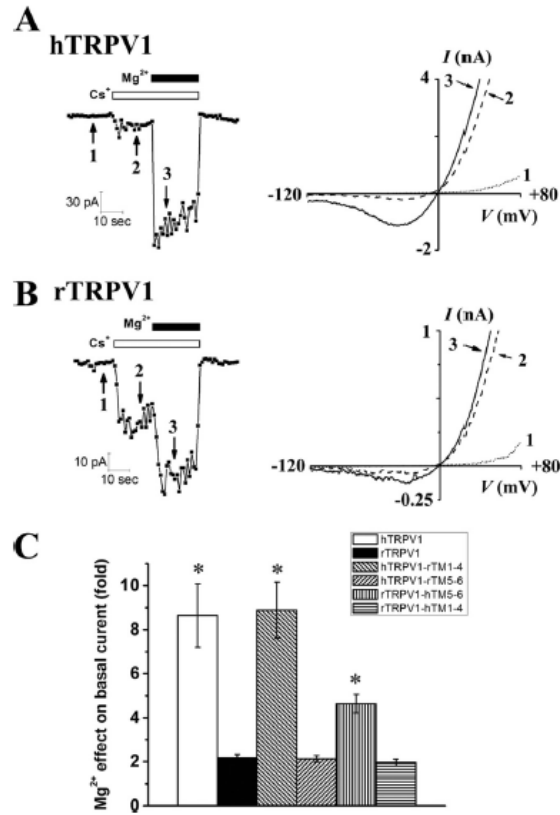 A
hTRPV1
Mg2+
Cs+
1
2
3
30 pA
10 sec
I (nA)
4
3
2
1
-120
+80
V (mV)
-2
B
rTRPV1
Mg2+
Cs+
1
2
3
10 pA
10 sec
I (nA)
1
3
2
1
-120
+80
V (mV)
-0.25
C
Mg2+ effect on basal curent (fold)
10
8
6
4
2
0
*
*
*
hTRPV1
rTRPV1
hTRPV1-rTM1-4
hTRPV1-rTM5-6
rTRPV1-hTM5-6
rTRPV1-hTM1-4